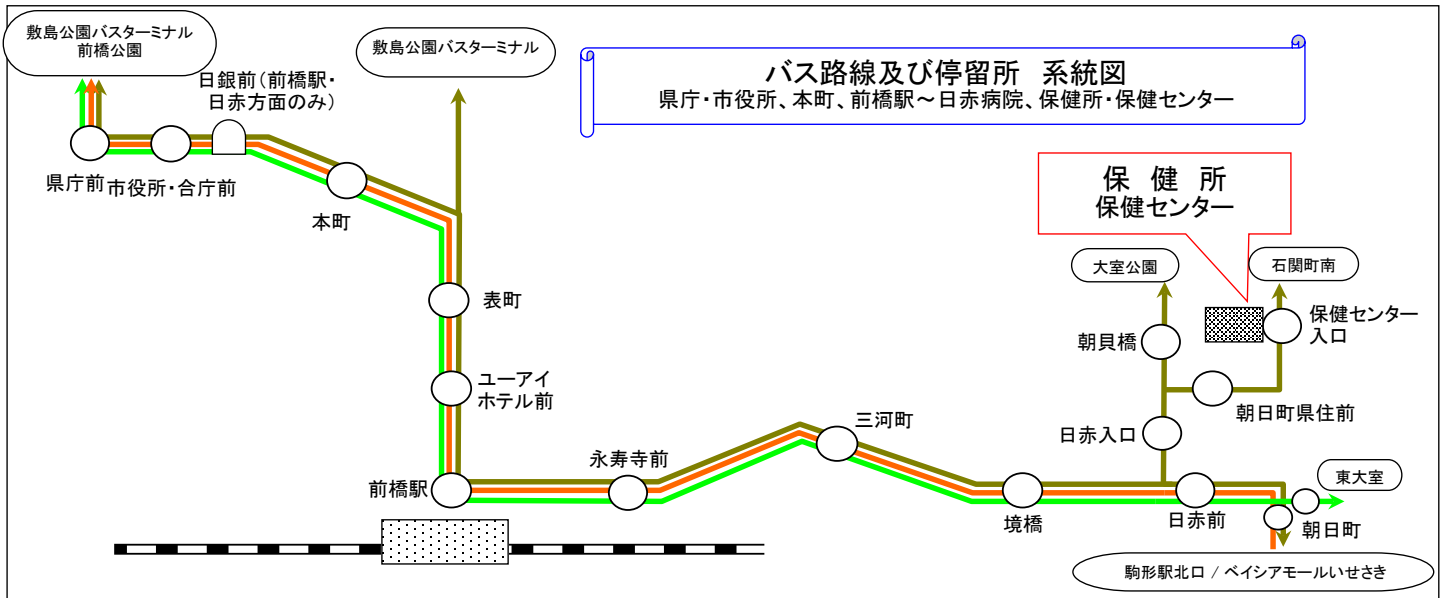 敷島公園バスターミナル
前橋公園
日銀前(前橋駅・
日赤方面のみ)
敷島公園バスターミナル
バス路線及び停留所 系統図
県庁・市役所、本町、前橋駅～日赤病院、保健所・保健センター
県庁前
市役所・合庁前
本町
保 健 所
保健センター
大室公園
石関町南
表町
朝貝橋
保健センター
入口
ユーアイ
ホテル前
朝日町県住前
三河町
日赤入口
永寿寺前
前橋駅
東大室
境橋
日赤前
朝日町
駒形駅北口 / ベイシアモールいせさき